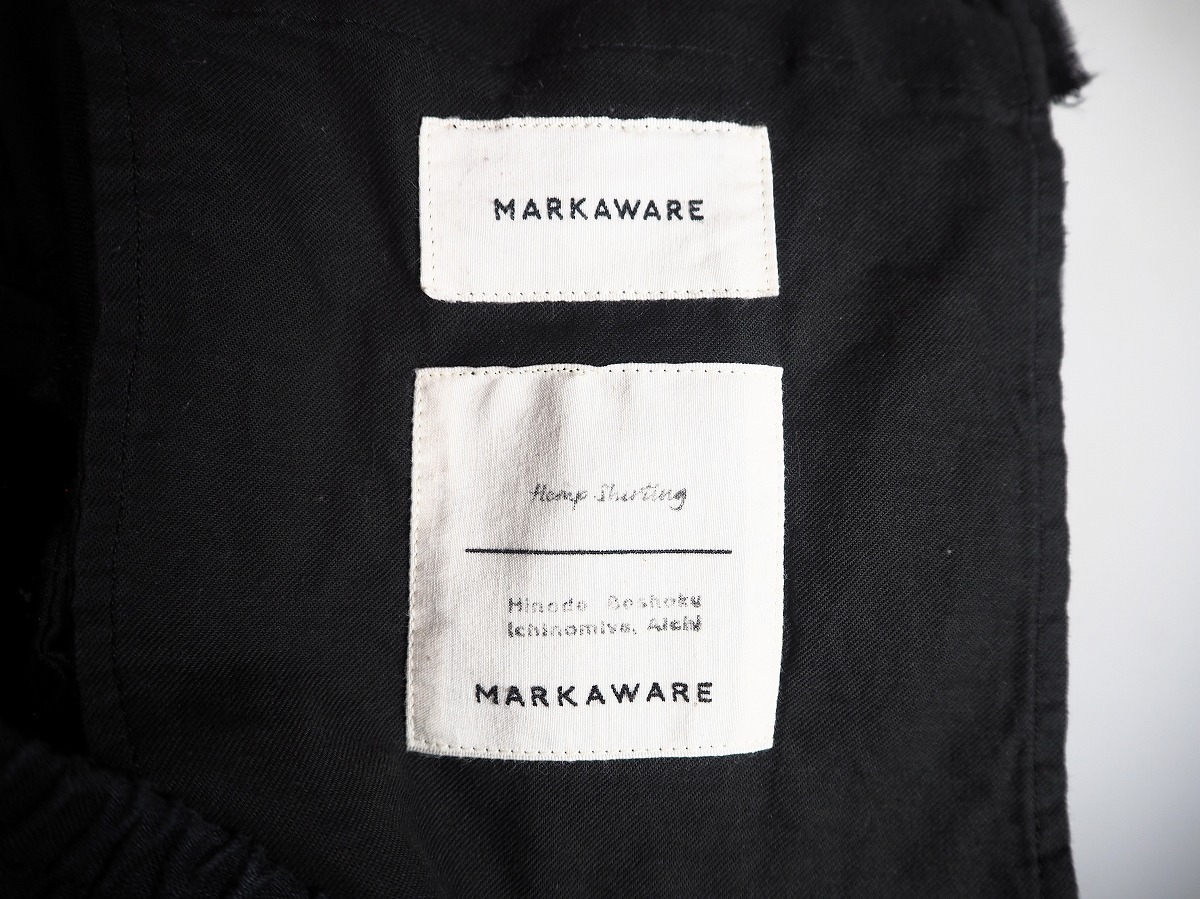 MARKAWARE
Hemp Shirting
Hinode Boshoku
Ichinomiya, Aichi
MARKAWARE